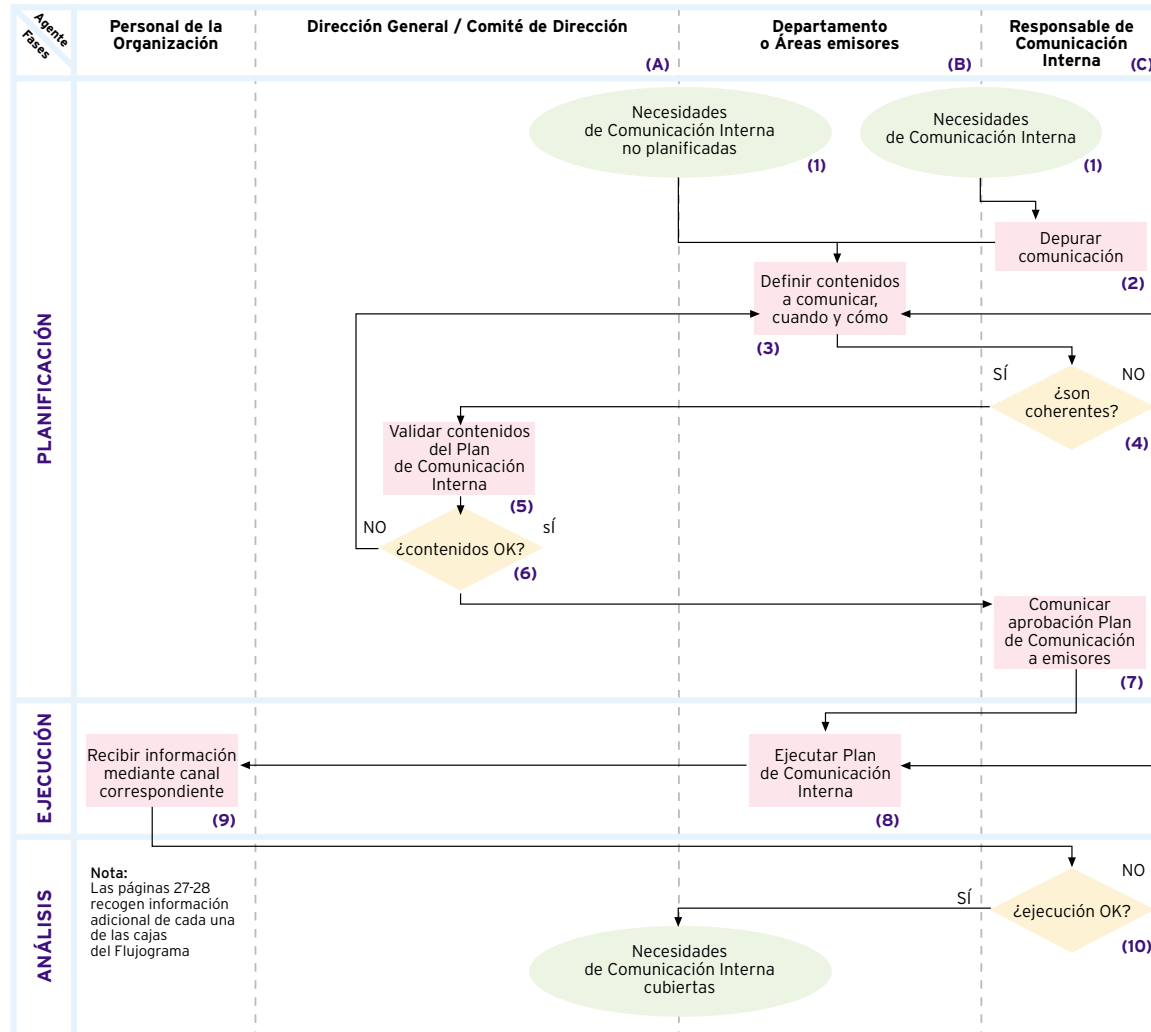 Agente
Fases
Personal de la
Organización
Dirección General / Comité de Dirección
(A)
Departamento
o Áreas emisores
(B)
Responsable de
Comunicación
Interna
(C)
PLANIFICACIÓN
Necesidades
de Comunicación Interna
no planificadas
(1)
Necesidades
de Comunicación Interna
(1)
Depurar
comunicación
(2)
Definir contenidos
a comunicar,
cuando y cómo
(3)
SÍ
NO
¿son
coherentes?
(4)
Validar contenidos
del Plan
de Comunicación
Interna
(5)
NO
sÍ
¿contenidos OK?
(6)
Comunicar
aprobación Plan
de Comunicación
a emisores
(7)
EJECUCIÓN
Recibir información
mediante canal
correspondiente
(9)
Ejecutar Plan
de Comunicación
Interna
(8)
ANÁLISIS
Nota:
Las páginas 27-28
recogen información
adicional de cada una
de las cajas
del Flujograma
SÍ
NO
¿ejecución OK?
(10)
Necesidades
de Comunicación Interna
cubiertas